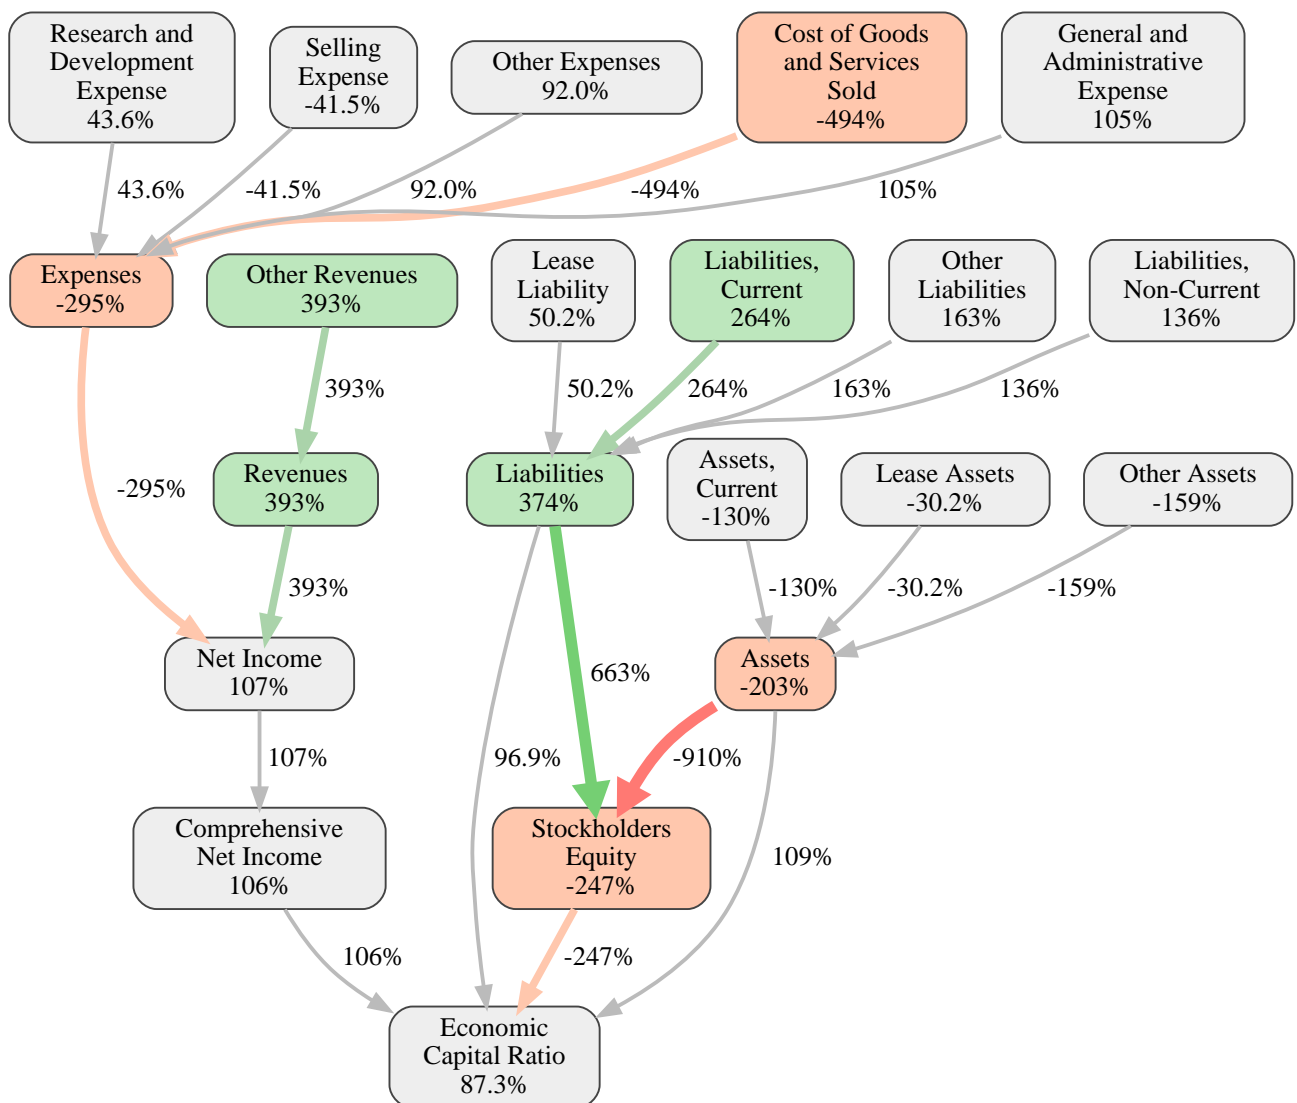 Research and
Development
Expense
43.6%
Selling
Expense
-41.5%
Other Expenses
92.0%
Cost of Goods
and Services
Sold
-494%
General and
Administrative
Expense
105%
43.6%
-41.5%
92.0%
-494%
105%
Expenses
-295%
Other Revenues
393%
Lease
Liability
50.2%
Liabilities,
Current
264%
Other
Liabilities
163%
Liabilities,
Non-Current
136%
393%
50.2%
264%
163%
136%
-295%
Revenues
393%
Liabilities
374%
Assets,
Current
-130%
Lease Assets
-30.2%
Other Assets
-159%
393%
-130%
-30.2%
-159%
Net Income
107%
663%
Assets
-203%
107%
96.9%
-910%
Comprehensive
Net Income
106%
Stockholders
Equity
-247%
109%
106%
-247%
Economic
Capital Ratio
87.3%